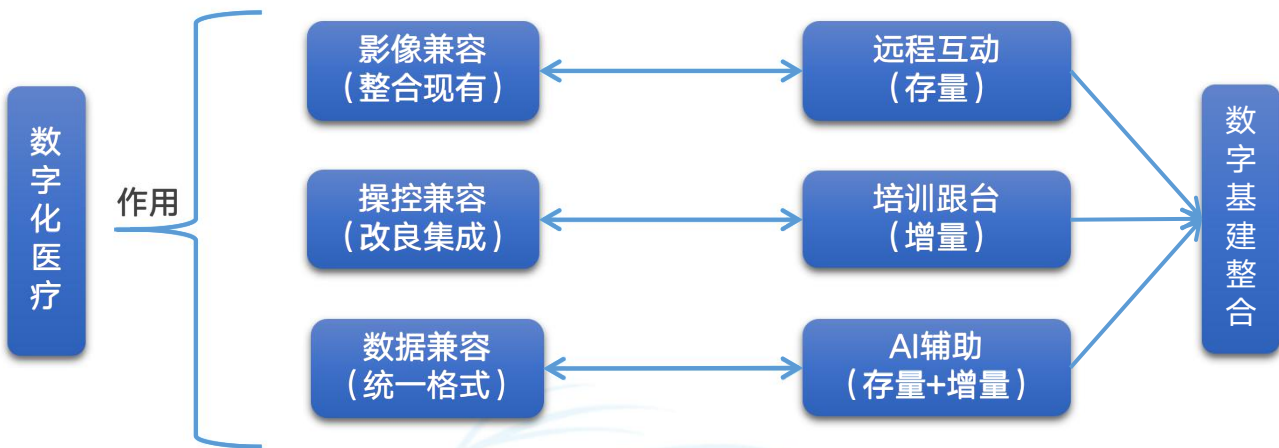 数字化医疗
作用
影像兼容
（整合现有）
远程互动
（存量）
操控兼容
（改良集成）
培训跟台
（增量）
数据兼容
（统一格式）
AI辅助
（存量+增量）
数字基建整合